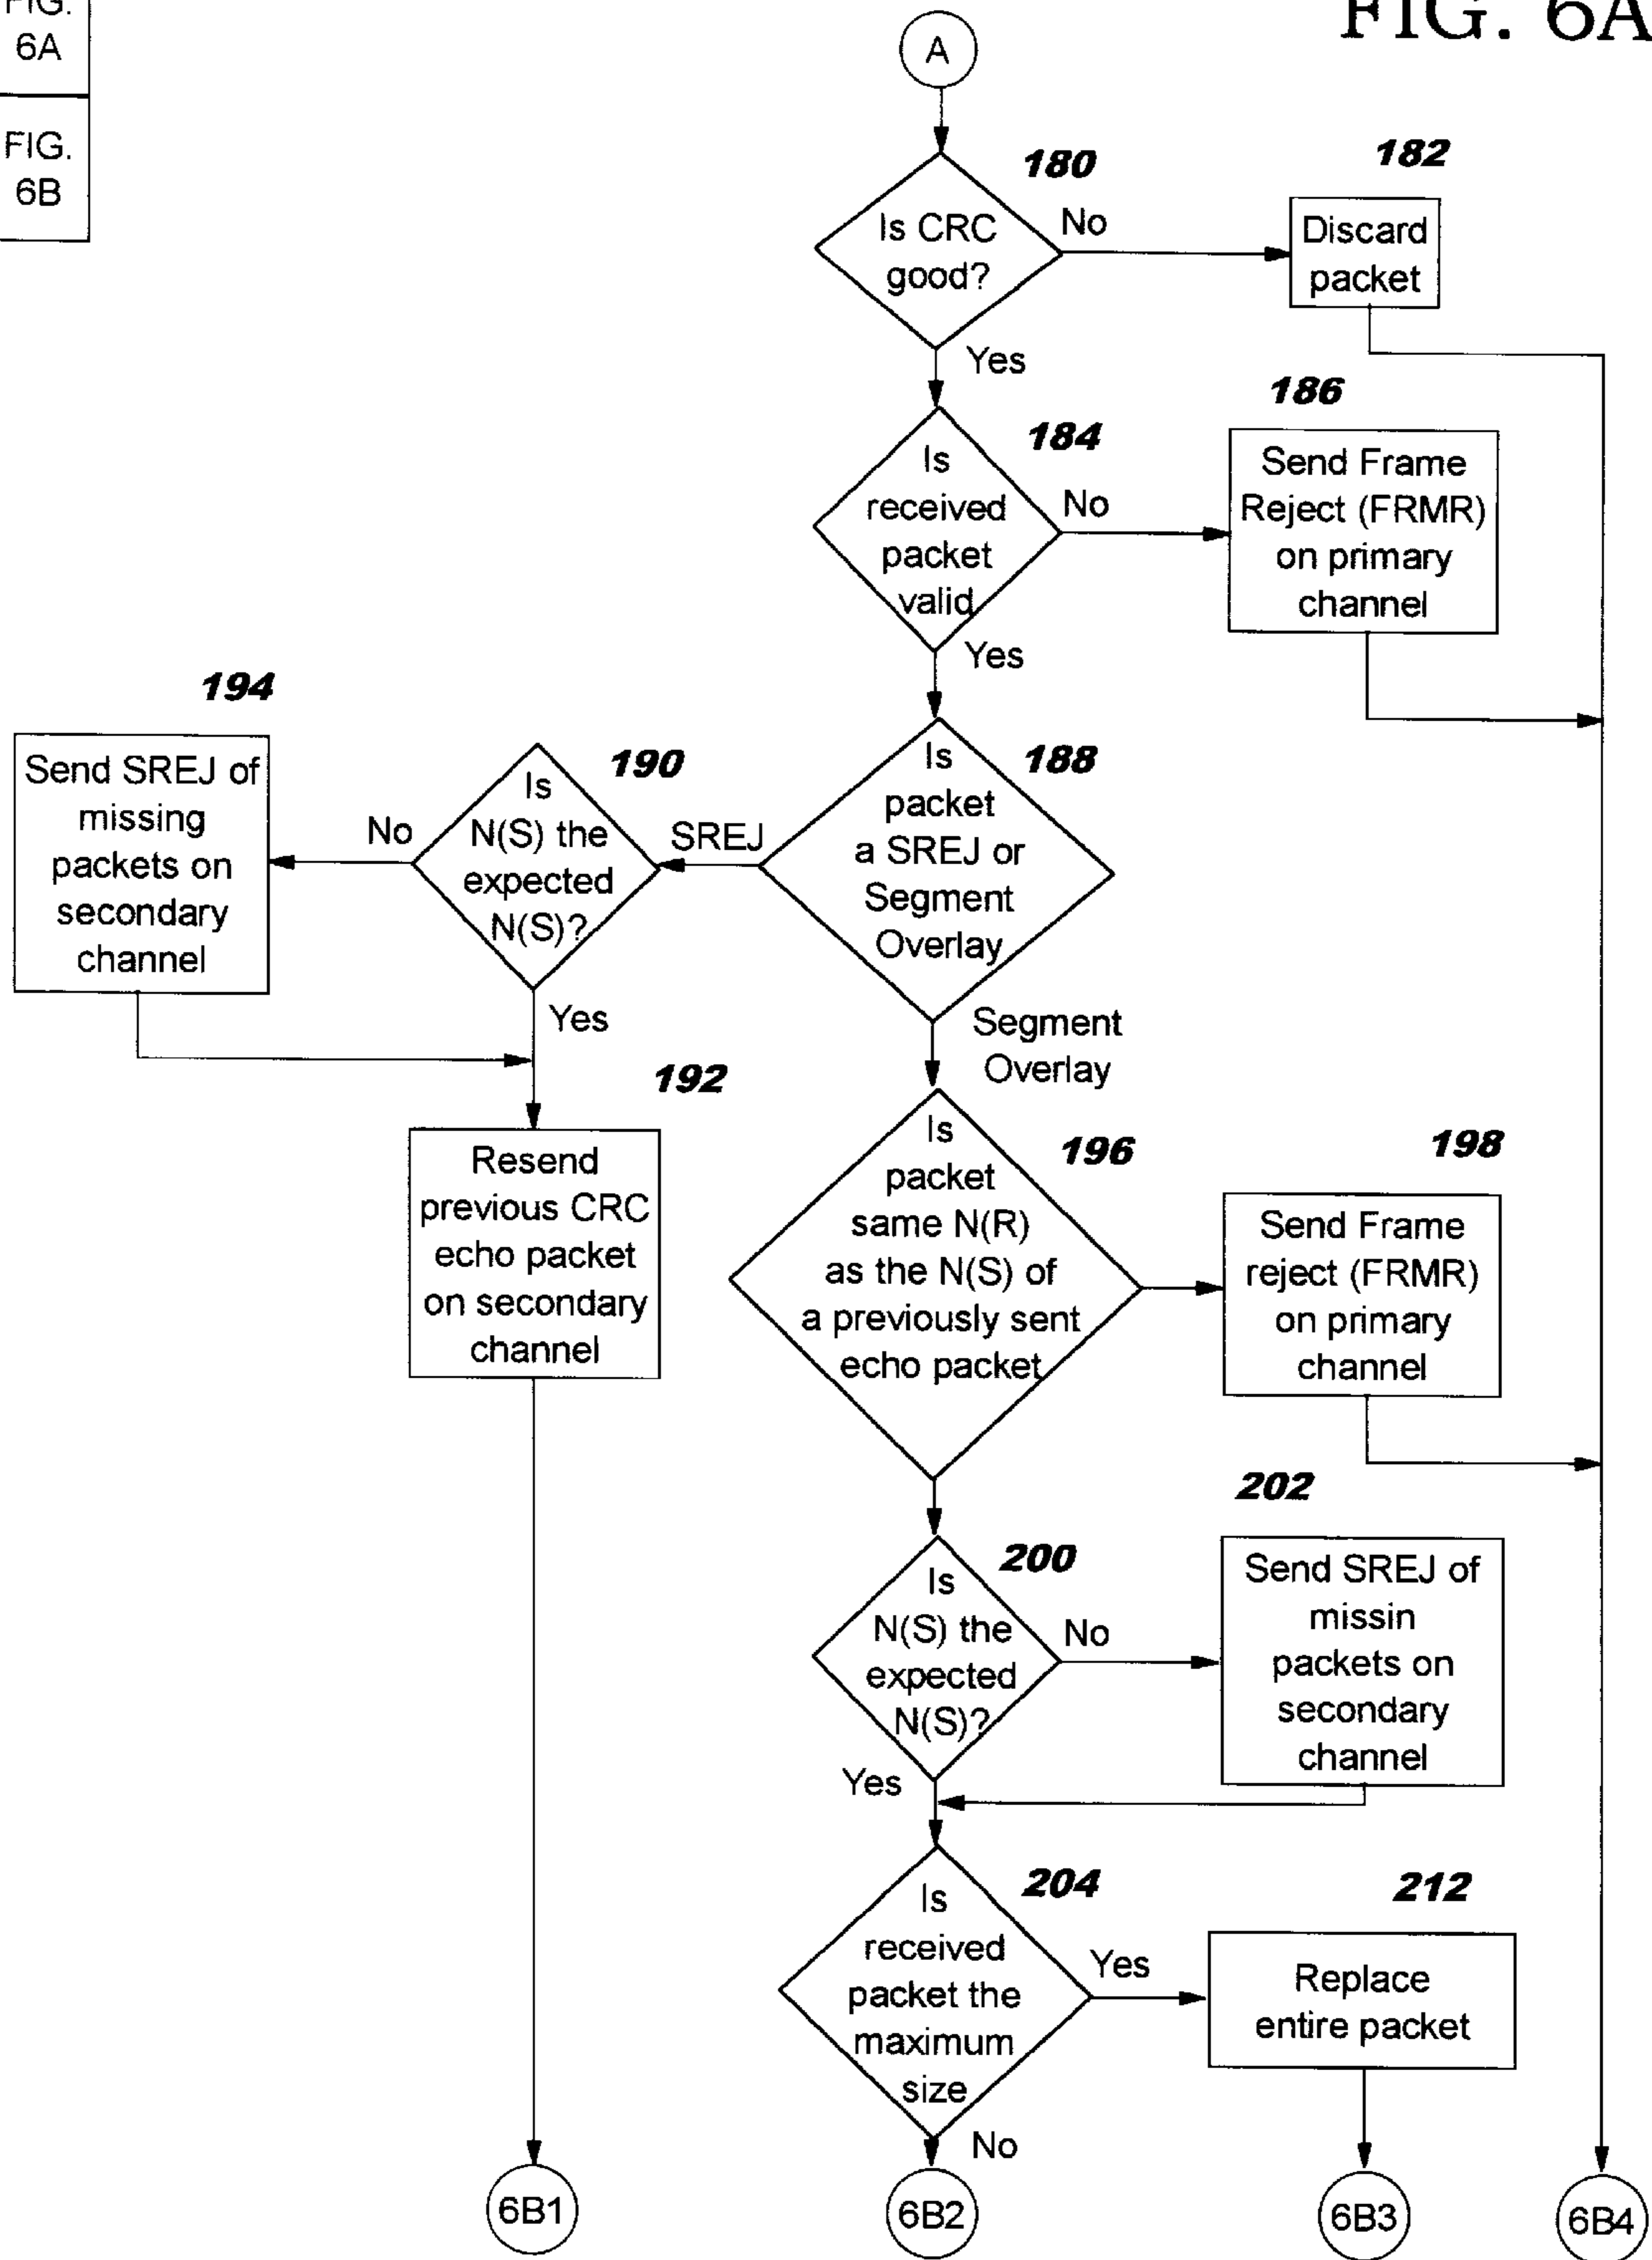 FIG.
6A
FIG.
6B
FIG. 6A
A
180
Is CRC
good?
No
182
Discard
packet
Yes
184
Is
received
packet
valid
No
186
Send Frame
Reject (FRMR)
on primary
channel
Yes
188
Is
packet
a SREJ or
Segment
Overlay
SREJ
190
Is
N(S) the
expected
N(S)?
No
194
Send SREJ of
missing
packets on
secondary
channel
Yes
192
Resend
previous CRC
echo packet
on secondary
channel
Segment
Overlay
196
Is
packet
same N(R)
as the N(S) of
a previously sent
echo packet
198
Send Frame
reject (FRMR)
on primary
channel
200
Is
N(S) the
expected
N(S)?
No
202
Send SREJ of
missin
packets on
secondary
channel
Yes
204
Is
received
packet the
maximum
size
Yes
212
Replace
entire packet
No
6B1
6B2
6B3
6B4